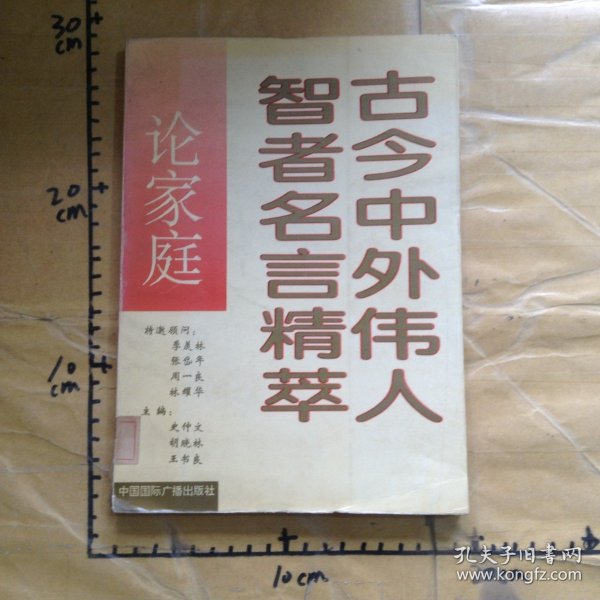 古今中外伟人
智者名言精萃
论家庭
特邀顾问：
季羡林
张岱年
周一良
林耀华
主编：
史仲文
胡晓林
王书良
中国国际广播出版社
30
cm
20
cm
10
cm
10cm
孔夫子旧书网
www.kongfz.com